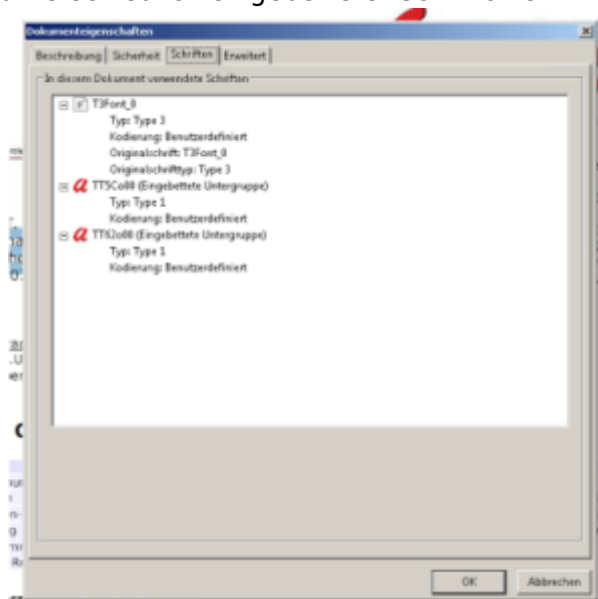 Dokumenteigenschaften
Beschreibung Sicherheit Schriften Erweitert
In diesem Dokument verwendete Schriften
T3Font_0
Typ: Type 3
Kodierung: Benutzerdefiniert
Originalschrift: T3Font_0
Originalschrifttyp: Type 3
TT5Co00 (Eingebettete Untergruppe)
Typ: Type 1
Kodierung: Benutzerdefiniert
TT62o00 (Eingebettete Untergruppe)
Typ: Type 1
Kodierung: Benutzerdefiniert
OK Abbrechen